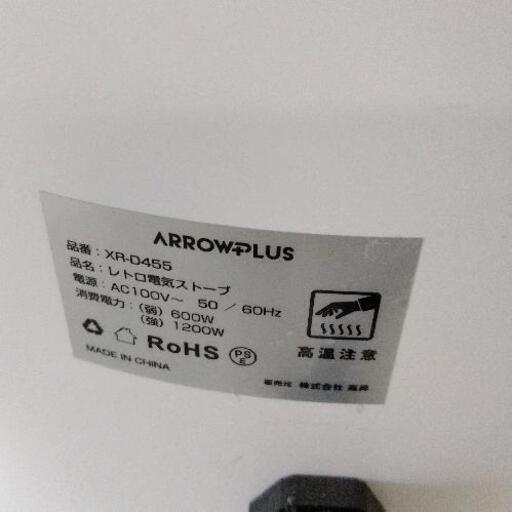 ARROWPLUS
品番：XR-D455
品名：レトロ電気ストーブ
電源：AC100V～ 50 / 60Hz
消費電力：（弱）600W
（強）1200W
RoHS
PS
E
MADE IN CHINA
高温注意
販売元 株式会社